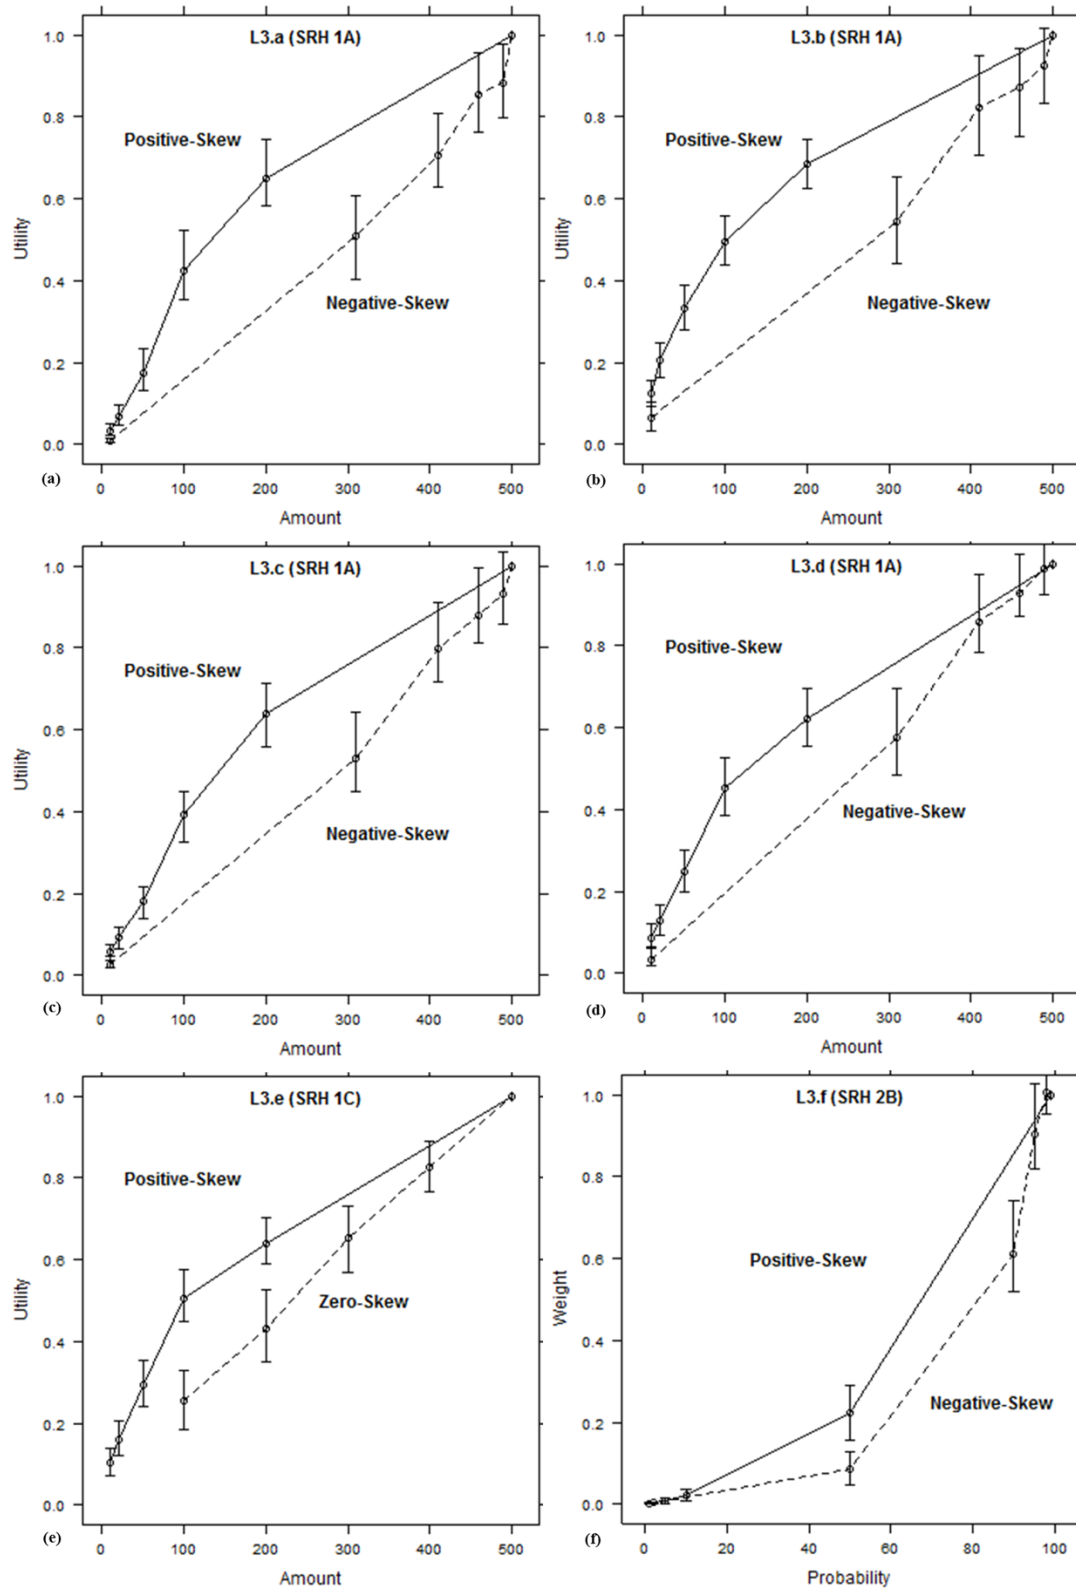 L3.a (SRH 1A)
1.0
0.8
0.6
0.4
0.2
0.0
Utility
Positive-Skew
Negative-Skew
0 100 200 300 400 500
Amount
(a)
L3.b (SRH 1A)
1.0
0.8
0.6
0.4
0.2
0.0
Utility
Positive-Skew
Negative-Skew
0 100 200 300 400 500
Amount
(b)
L3.c (SRH 1A)
1.0
0.8
0.6
0.4
0.2
0.0
Utility
Positive-Skew
Negative-Skew
0 100 200 300 400 500
Amount
(c)
L3.d (SRH 1A)
1.0
0.8
0.6
0.4
0.2
0.0
Positive-Skew
Negative-Skew
0 100 200 300 400 500
Amount
(d)
L3.e (SRH 1C)
1.0
0.8
0.6
0.4
0.2
0.0
Utility
Positive-Skew
Zero-Skew
0 100 200 300 400 500
Amount
(e)
L3.f (SRH 2B)
1.0
0.8
0.6
0.4
0.2
0.0
Weight
Positive-Skew
Negative-Skew
0 20 40 60 80 100
Probability
(f)